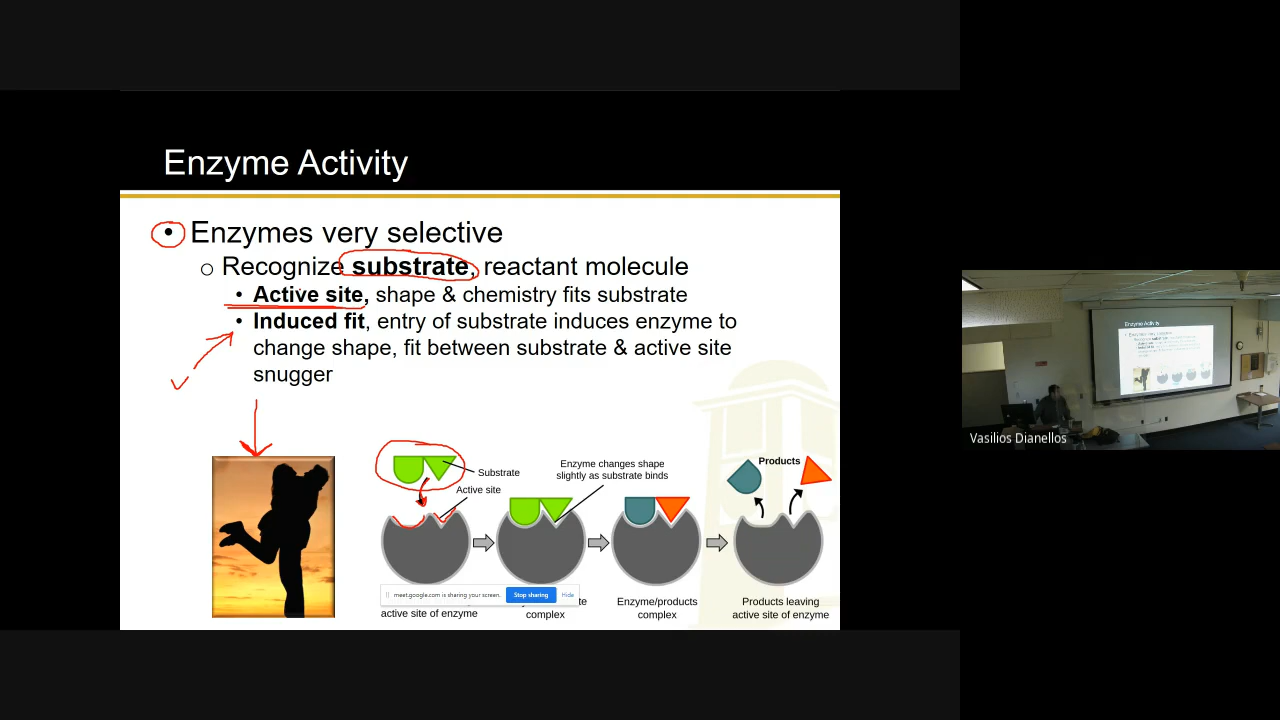 Enzyme Activity
• Enzymes very selective
o Recognize substrate, reactant molecule
• Active site, shape & chemistry fits substrate
• Induced fit, entry of substrate induces enzyme to
change shape, fit between substrate & active site
snugger
Substrate
Active site
Enzyme changes shape
slightly as substrate binds
Products
meet.google.com is sharing your screen.
Stop sharing
Hide
active site of enzyme
complex
Enzyme/products
complex
Products leaving
active site of enzyme
Enzyme Activity
Vasilios Dianellos